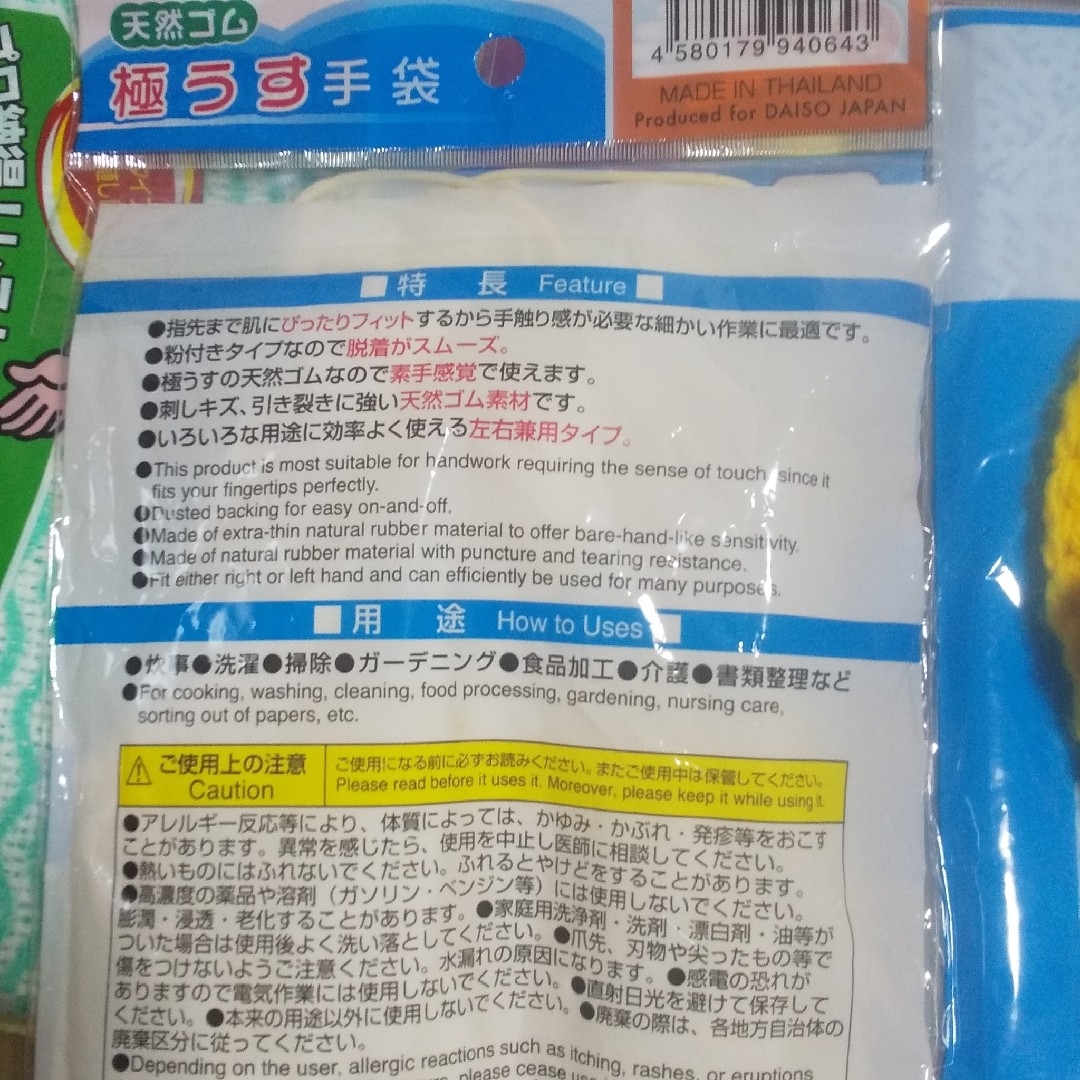 天然ゴム
極うす手袋
4 580179 940643
MADE IN THAILAND
Produced for DAISO JAPAN
■特 長 Feature■
●指先まで肌にぴったりフィットするから手触り感が必要な細かい作業に最適です。
●粉付きタイプなので脱着がスムーズ。
●極うすの天然ゴムなので素手感覚で使えます。
●刺しキズ、引き裂きに強い天然ゴム素材です。
●いろいろな用途に効率よく使える左右兼用タイプ。
●This product is most suitable for handwork requiring the sense of touch, since it
fits your fingertips perfectly.
●Dusted backing for easy on-and-off.
●Made of extra-thin natural rubber material to offer bare-hand-like sensitivity.
●Made of natural rubber material with puncture and tearing resistance.
●Fit either right or left hand and can efficiently be used for many purposes.
■用 途 How to Uses■
●炊事●洗濯●掃除●ガーデニング●食品加工●介護●書類整理など
●For cooking, washing, cleaning, food processing, gardening, nursing care,
sorting out of papers, etc.
ご使用上の注意
Caution
ご使用になる前に必ずお読みください。またご使用中は保管してください。
Please read before it uses it. Moreover, please keep it while using it.
●アレルギー反応等により、体質によっては、かゆみ・かぶれ・発疹等をおこす
ことがあります。異常を感じたら、使用を中止し医師に相談してください。
●熱いものにはふれないでください。ふれるとやけどをすることがあります。
●高濃度の薬品や溶剤（ガソリン・ベンジン等）には使用しないでください。
膨潤・浸透・老化することがあります。●家庭用洗浄剤・洗剤・漂白剤・油等が
ついた場合は使用後よく洗い落としてください。●爪先、刃物や尖ったもの等で
傷をつけないようご注意ください。水漏れの原因になります。●感電の恐れが
ありますので電気作業には使用しないでください。●直射日光を避けて保存して
ください。●本来の用途以外に使用しないでください。●廃棄の際は、各地方自治体の
廃棄区分に従ってください。
●Depending on the user, allergic reactions such as itching, rashes, or eruptions
please cease